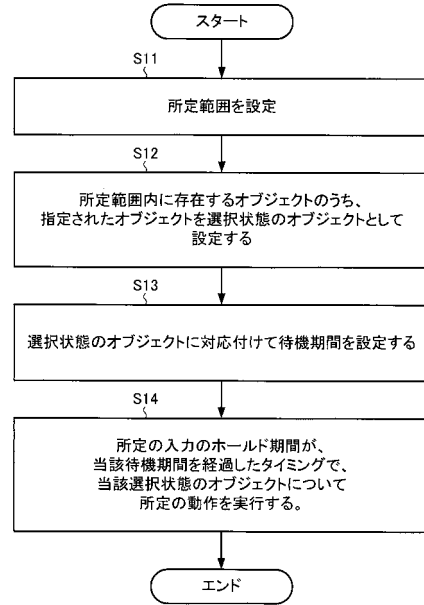 スタート
S11
所定範囲を設定
S12
所定範囲内に存在するオブジェクトのうち、
指定されたオブジェクトを選択状態のオブジェクトとして
設定する
S13
選択状態のオブジェクトに対応付けて待機期間を設定する
S14
所定の入力のホールド期間が、
当該待機期間を経過したタイミングで、
当該選択状態のオブジェクトについて
所定の動作を実行する。
エンド